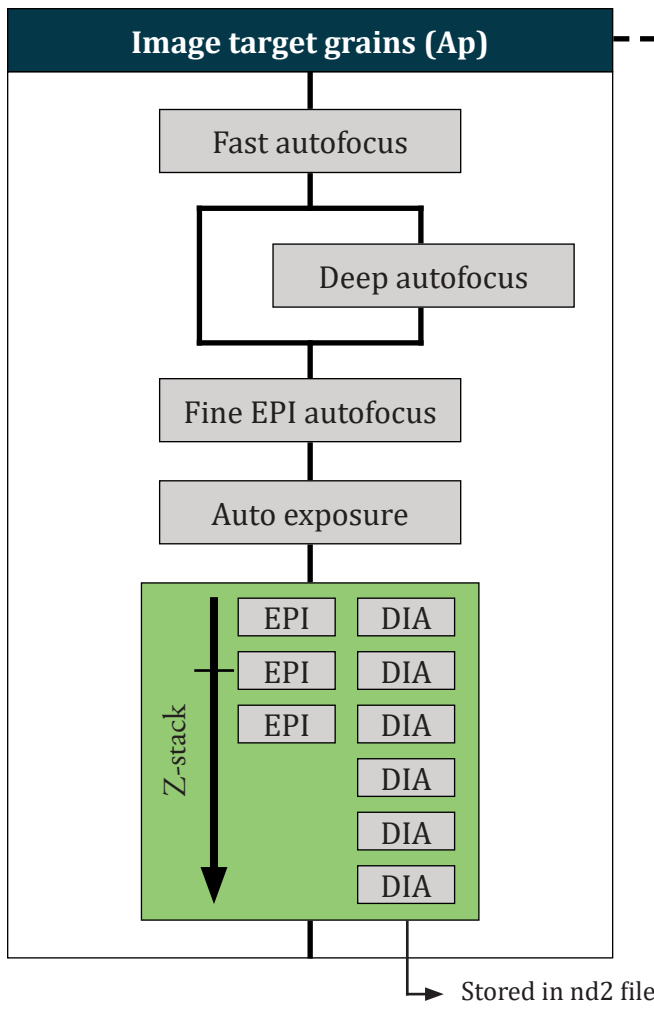 Image target grains (Ap)
Fast autofocus
Deep autofocus
Fine EPI autofocus
Auto exposure
Z-stack
EPI DIA
EPI DIA
EPI DIA
DIA
DIA
DIA
Stored in nd2 file